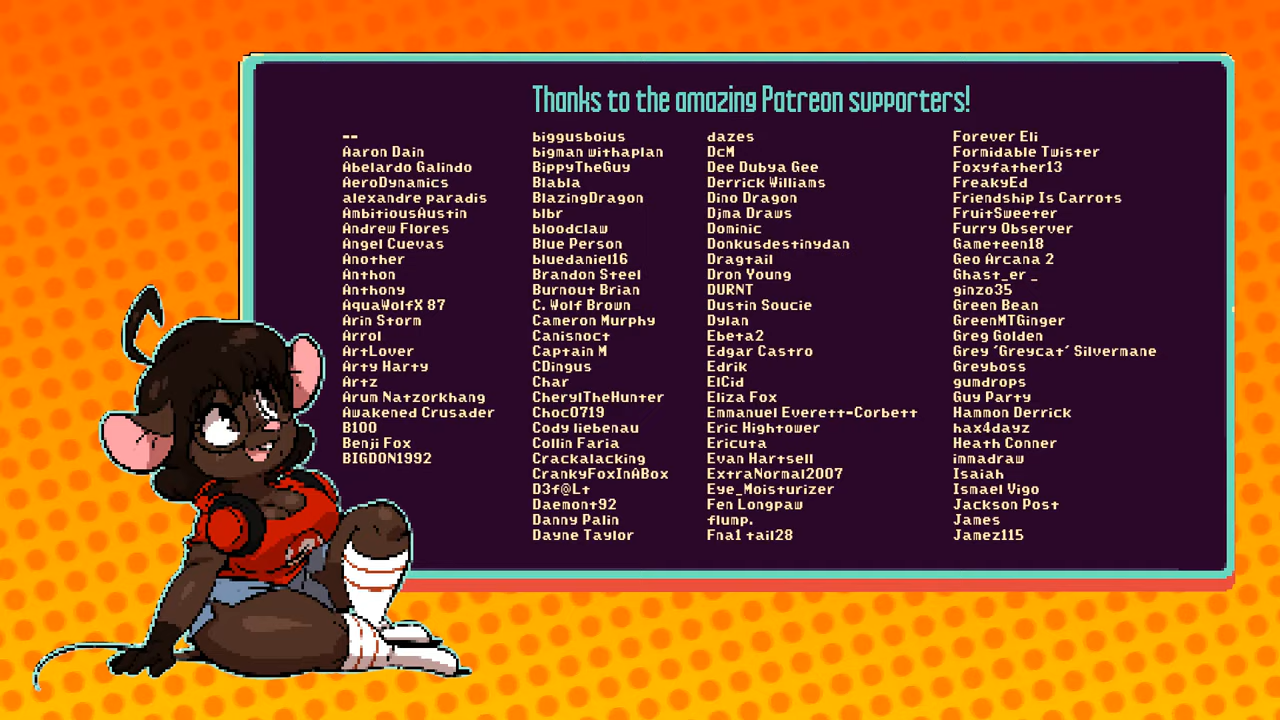 Thanks to the amazing Patreon supporters!
--
Aaron Dain
Abelardo Galindo
AeroDynamics
alexandre paradis
AmbitiousAustin
Andrew Flores
Angel Cuevas
Another
Anthon
Anthony
AquaWolfX 87
Arin Storm
Arrol
ArtLover
Arty Harty
Artz
Arum Natzorkhang
Awakened Crusader
B100
Benji Fox
BIGDON1992
biggusboius
bigman withaplan
BippyTheGuy
Blabla
BlazingDragon
blbr
bloodclaw
Blue Person
bluedaniel16
Brandon Steel
Burnout Brian
C. Wolf Brown
Cameron Murphy
Canisnoct
Captain M
CDingus
Char
CherylTheHunter
Choc0719
Cody liebenau
Collin Faria
Crackalacking
CrankyFoxInABox
D3f@Lt
Daemont92
Danny Palin
Dayne Taylor
dazes
DcM
Dee Dubya Gee
Derrick Williams
Dino Dragon
Djma Draws
Dominic
Donkusdestinydan
Dragtail
Dron Young
DURNT
Dustin Soucie
Dylan
Ebeta2
Edgar Castro
Edrik
ElCid
Eliza Fox
Emmanuel Everett-Corbett
Eric Hightower
Ericuta
Evan Hartsell
ExtraNormal2007
Eye_Moisturizer
Fen Longpaw
flump.
Fna1 tail28
Forever Eli
Formidable Twister
Foxyfather13
FreakyEd
Friendship Is Carrots
FruitSweeter
Furry Observer
Gameteen18
Geo Arcana 2
Ghast_er _
ginzo35
Green Bean
GreenMTGinger
Greg Golden
Grey 'Greycat' Silvermane
Greyboss
gumdrops
Guy Party
Hammon Derrick
hax4dayz
Heath Conner
immadraw
Isaiah
Ismael Vigo
Jackson Post
James
Jamez115